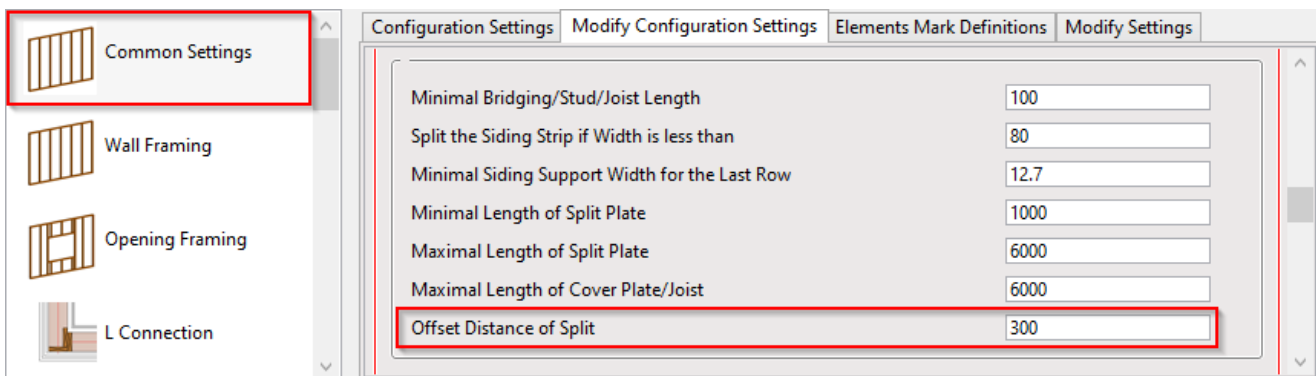 Common Settings
Wall Framing
Opening Framing
L Connection
Configuration Settings Modify Configuration Settings Elements Mark Definitions Modify Settings
Minimal Bridging/Stud/Joist Length 100
Split the Siding Strip if Width is less than 80
Minimal Siding Support Width for the Last Row 12.7
Minimal Length of Split Plate 1000
Maximal Length of Split Plate 6000
Maximal Length of Cover Plate/Joist 6000
Offset Distance of Split 300